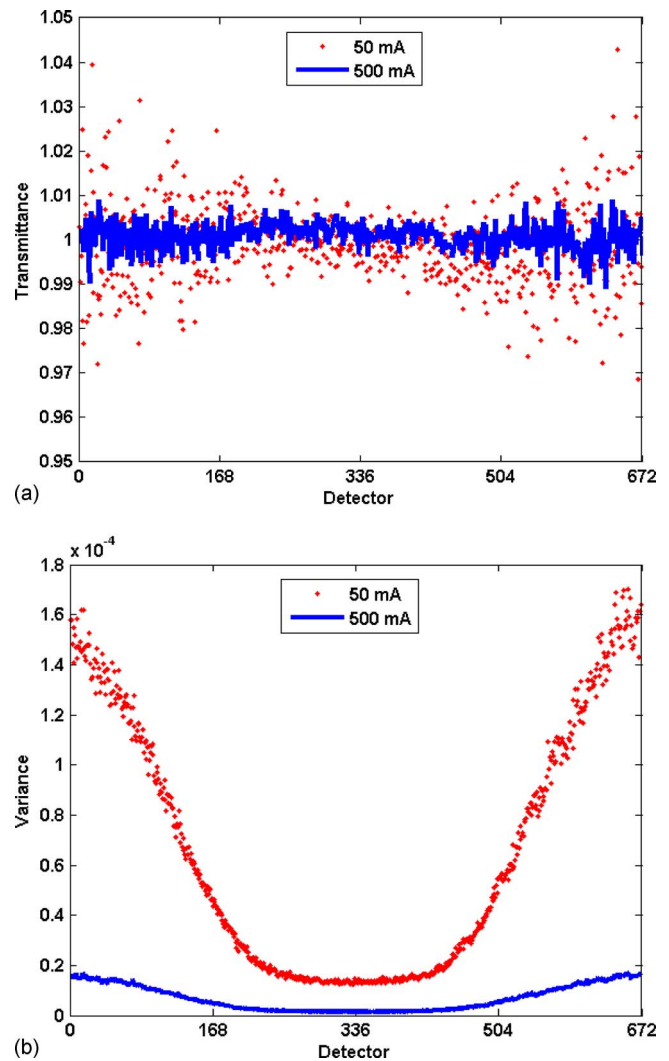 1.05
1.04
1.03
1.02
1.01
1
0.99
0.98
0.97
0.96
0.95
Transmittance
50 mA
500 mA
0 168 336 504 672
Detector
(a)
x 10-4
1.8
1.6
1.4
1.2
1
0.8
0.6
0.4
0.2
0
Variance
50 mA
500 mA
0 168 336 504 672
Detector
(b)